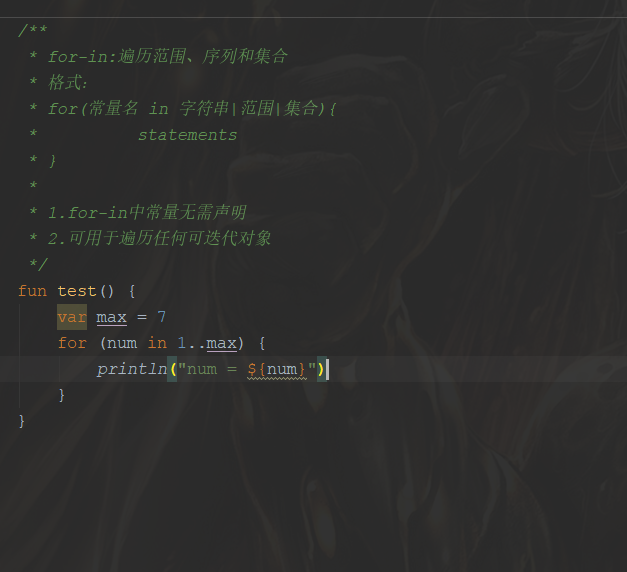 /**
 * for-in:遍历范围、序列和集合
 * 格式:
 * for(常量名 in 字符串|范围|集合){
 *          statements
 * }
 *
 * 1.for-in中常量无需声明
 * 2.可用于遍历任何可迭代对象
 */
fun test() {
    var max = 7
    for (num in 1..max) {
        println("num = ${num}")
    }
}